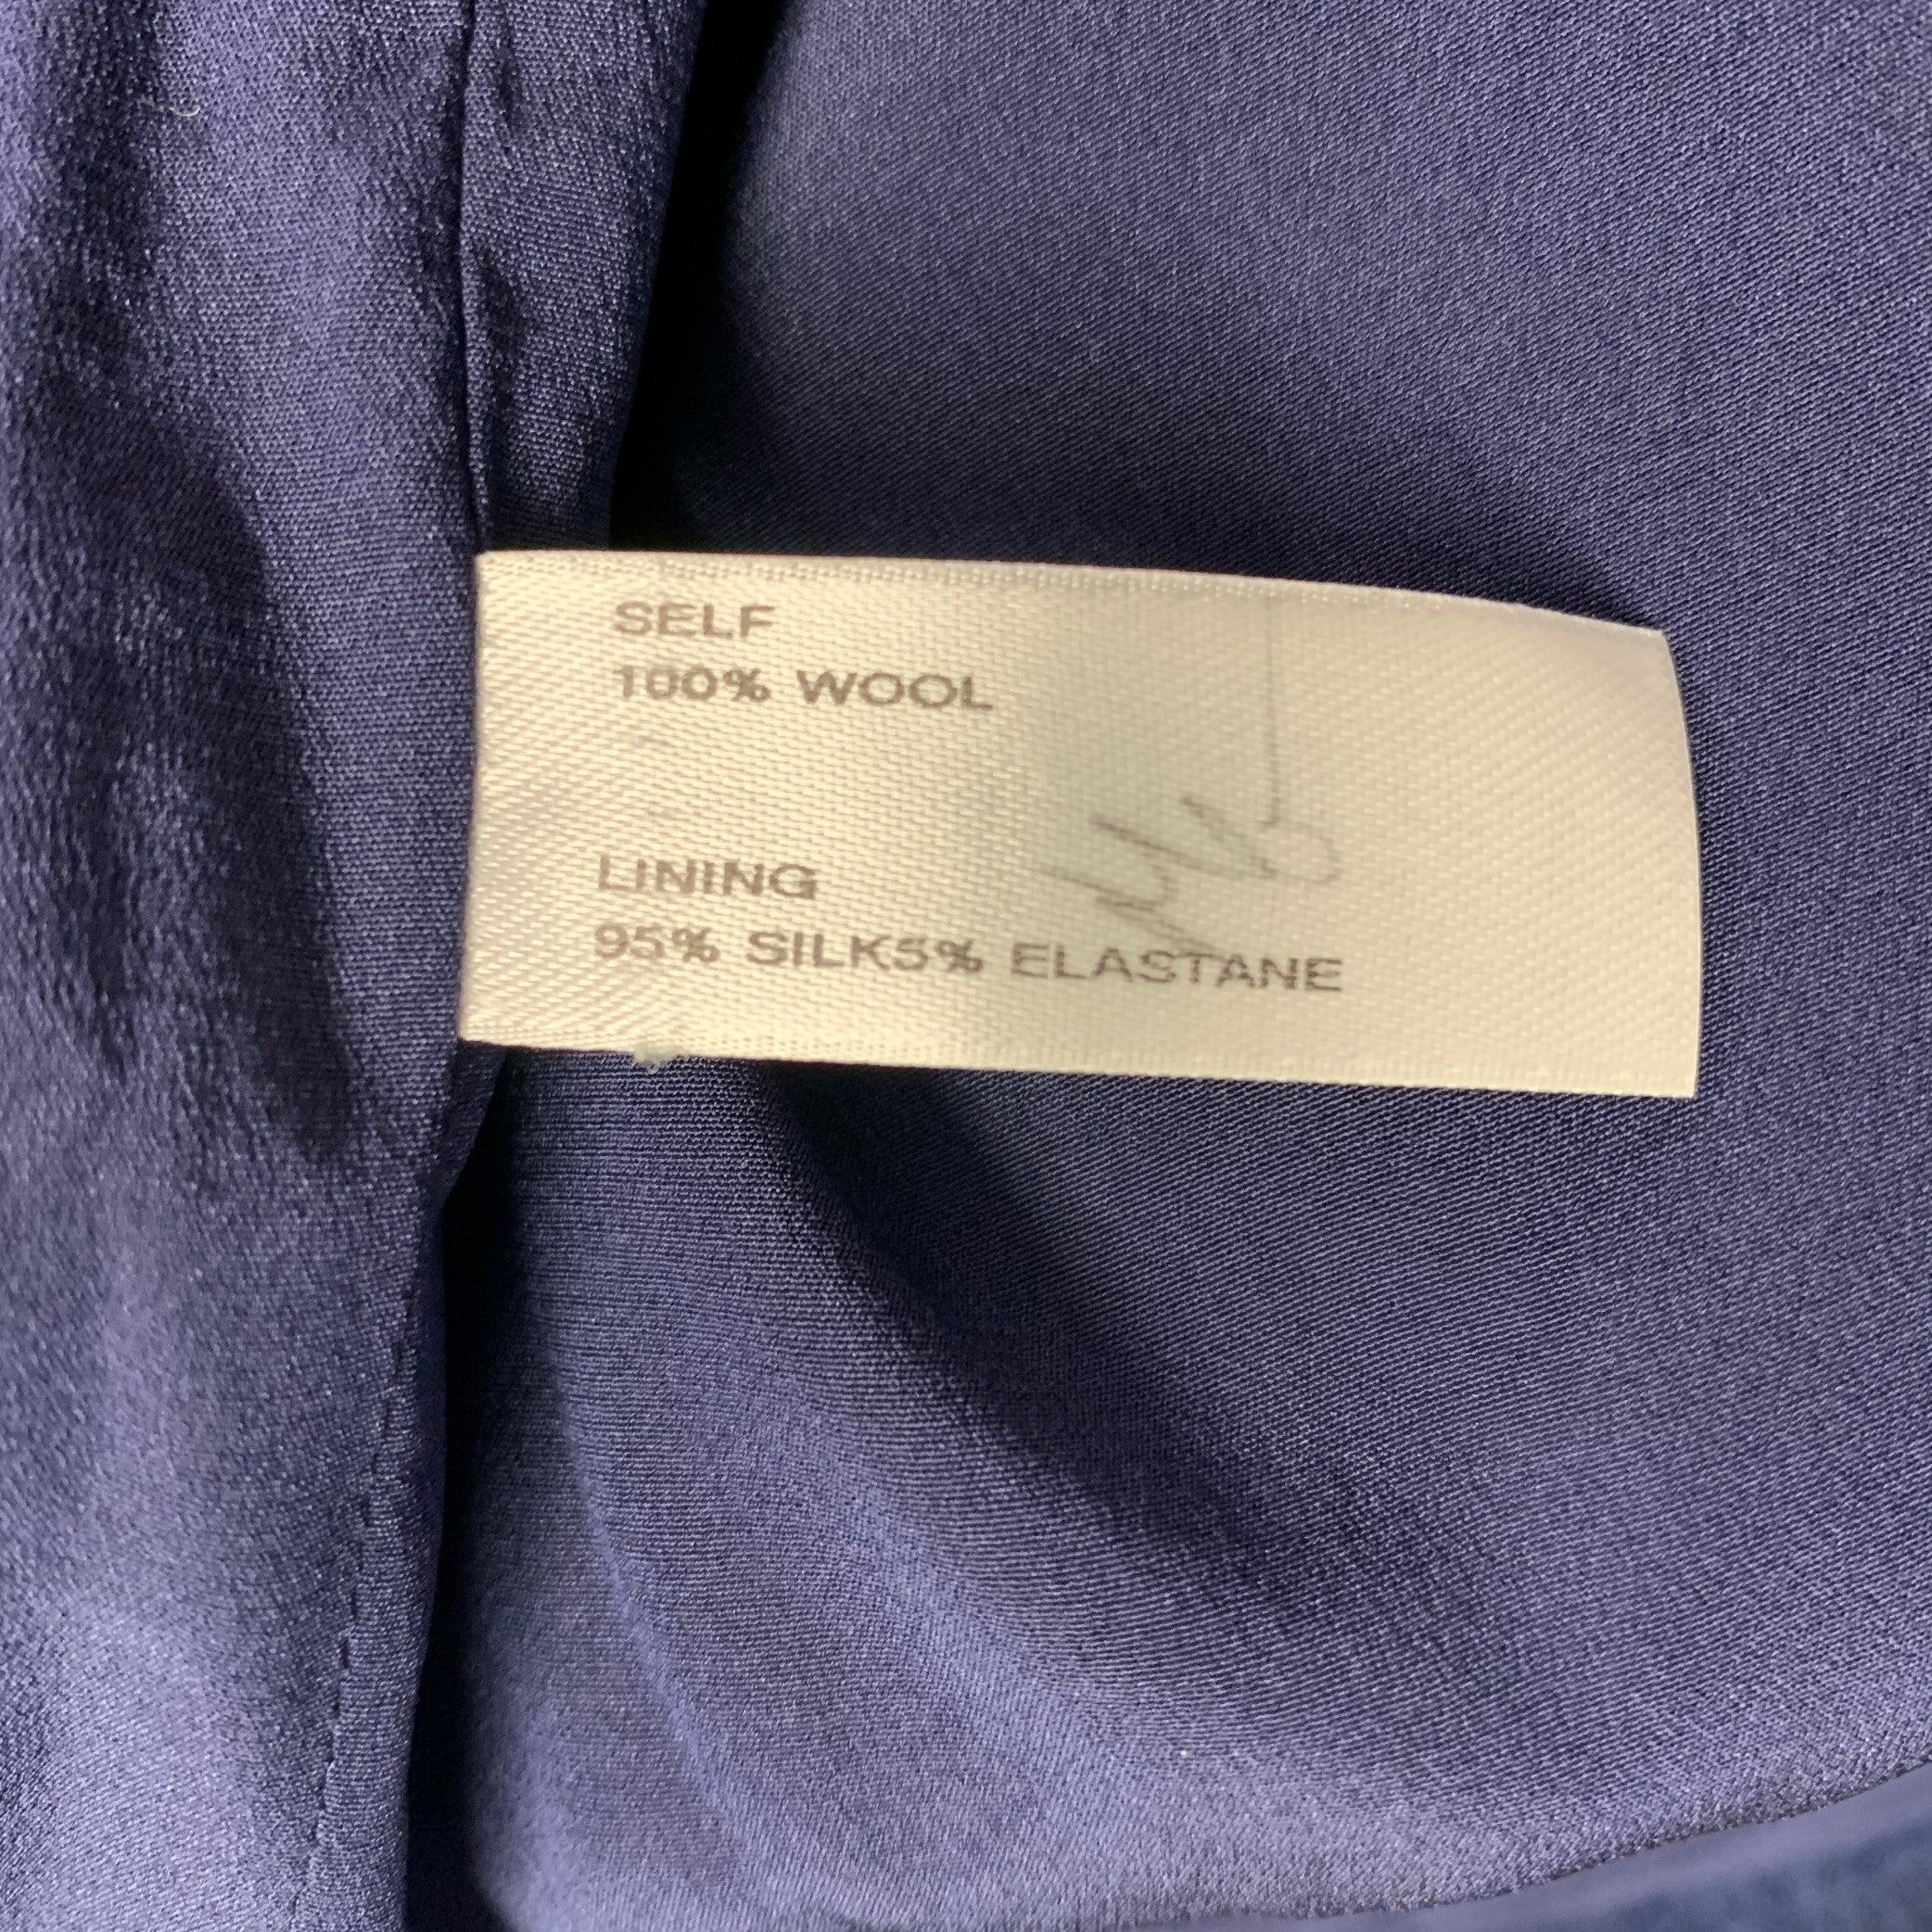 SELF
100% WOOL
LINING
95% SILK5% ELASTANE